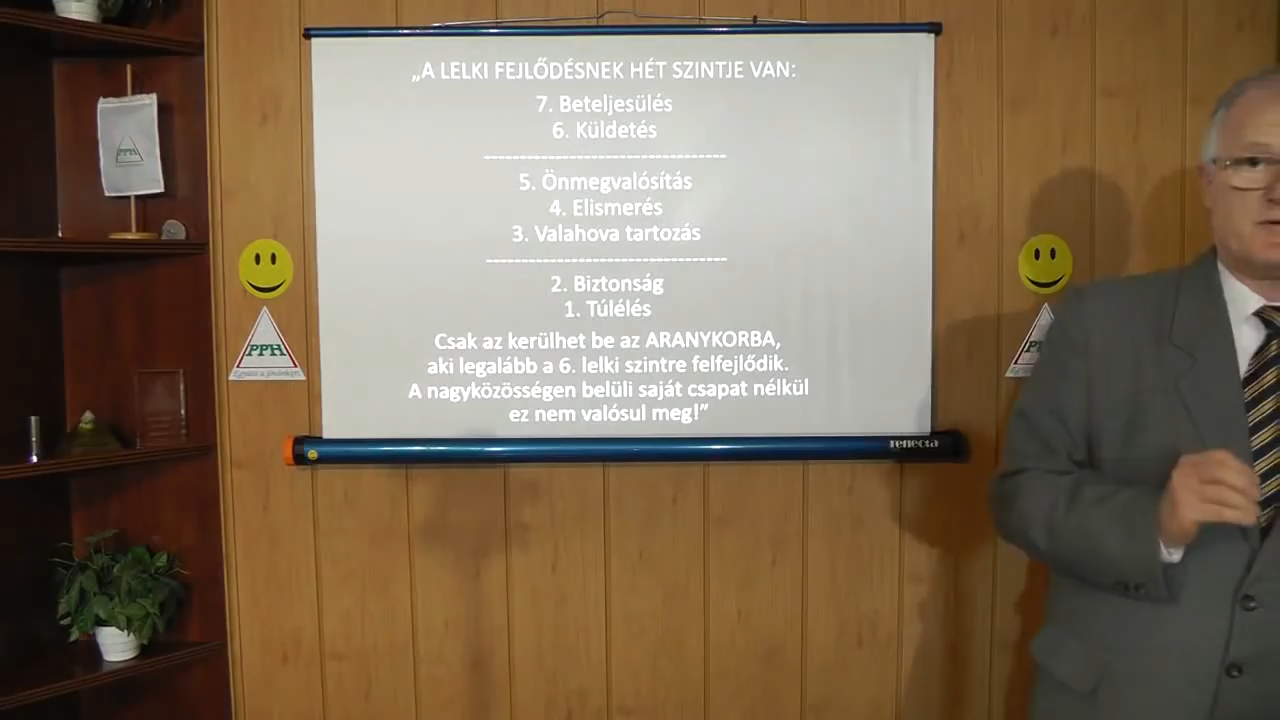 „A LELKI FEJLŐDÉSNEK HÉT SZINTJE VAN:
7. Beteljesülés
6. Küldetés
-----------------------------
5. Önmegvalósítás
4. Elismerés
3. Valahova tartozás
-----------------------------
2. Biztonság
1. Túlélés
Csak az kerülhet be az ARANYKORBA,
aki legalább a 6. lelki szintre felfejlődik.
A nagyközösségen belüli saját csapat nélkül
ez nem valósul meg!”
reflecta
PPH
PPH